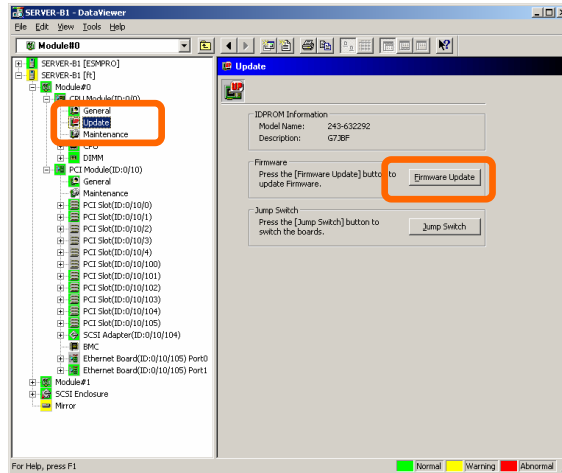 SERVER-B1 - DataViewer
File Edit View Tools Help
Module#0
SERVER-B1 [ESMPRO]
SERVER-B1 [ft]
Module#0
CPU Module(ID:0/0)
General
Update
Maintenance
CPU
DIMM
PCI Module(ID:0/10)
General
Maintenance
PCI Slot(ID:0/10/0)
PCI Slot(ID:0/10/1)
PCI Slot(ID:0/10/2)
PCI Slot(ID:0/10/3)
PCI Slot(ID:0/10/4)
PCI Slot(ID:0/10/100)
PCI Slot(ID:0/10/101)
PCI Slot(ID:0/10/102)
PCI Slot(ID:0/10/103)
PCI Slot(ID:0/10/104)
PCI Slot(ID:0/10/105)
SCSI Adapter(ID:0/10/104)
BMC
Ethernet Board(ID:0/10/105) Port0
Ethernet Board(ID:0/10/105) Port1
Module#1
SCSI Enclosure
Mirror
Update
IDPROM Information
Model Name: 243-632292
Description: G7JBF
Firmware
Press the [Firmware Update] button to
update Firmware.
Firmware Update
Jump Switch
Press the [Jump Switch] button to
switch the boards.
Jump Switch
For Help, press F1
Normal Warning Abnormal